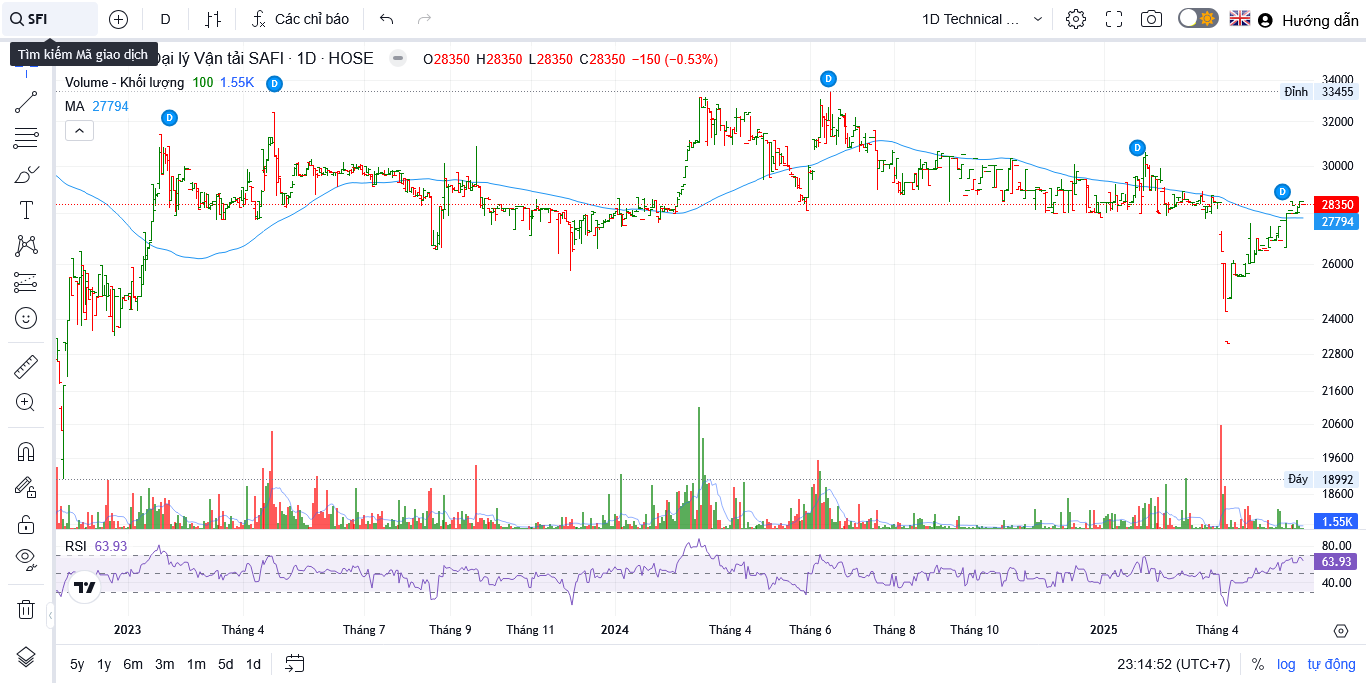 SFI D Các chỉ báo 1D Technical ... Hướng dẫn
Tìm kiếm Mã giao dịch
Đại lý Vận tải SAFI · 1D · HOSE O28350 H28350 L28350 C28350 −150 (−0.53%)
Volume - Khối lượng 100 1.55K
MA 27794
D
D
D
D
D
34000
Đỉnh 33455
32000
30000
28350
27794
26000
24000
22800
21600
20600
19600
Đáy 18992
18600
1.55K
RSI 63.93
80.00
63.93
40.00
2023 Tháng 4 Tháng 7 Tháng 9 Tháng 11 2024 Tháng 4 Tháng 6 Tháng 8 Tháng 10 2025 Tháng 4
5y 1y 6m 3m 1m 5d 1d 23:14:52 (UTC+7) % log tự động